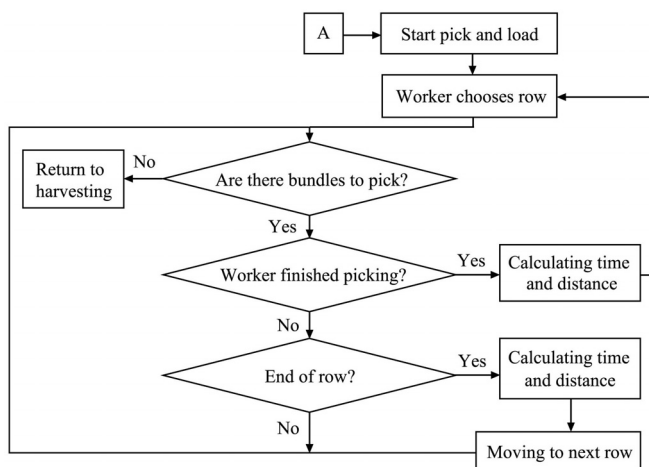 A
Start pick and load
Worker chooses row
Return to
harvesting
No
Are there bundles to pick?
Yes
Worker finished picking?
Yes
Calculating time
and distance
No
End of row?
Yes
Calculating time
and distance
No
Moving to next row